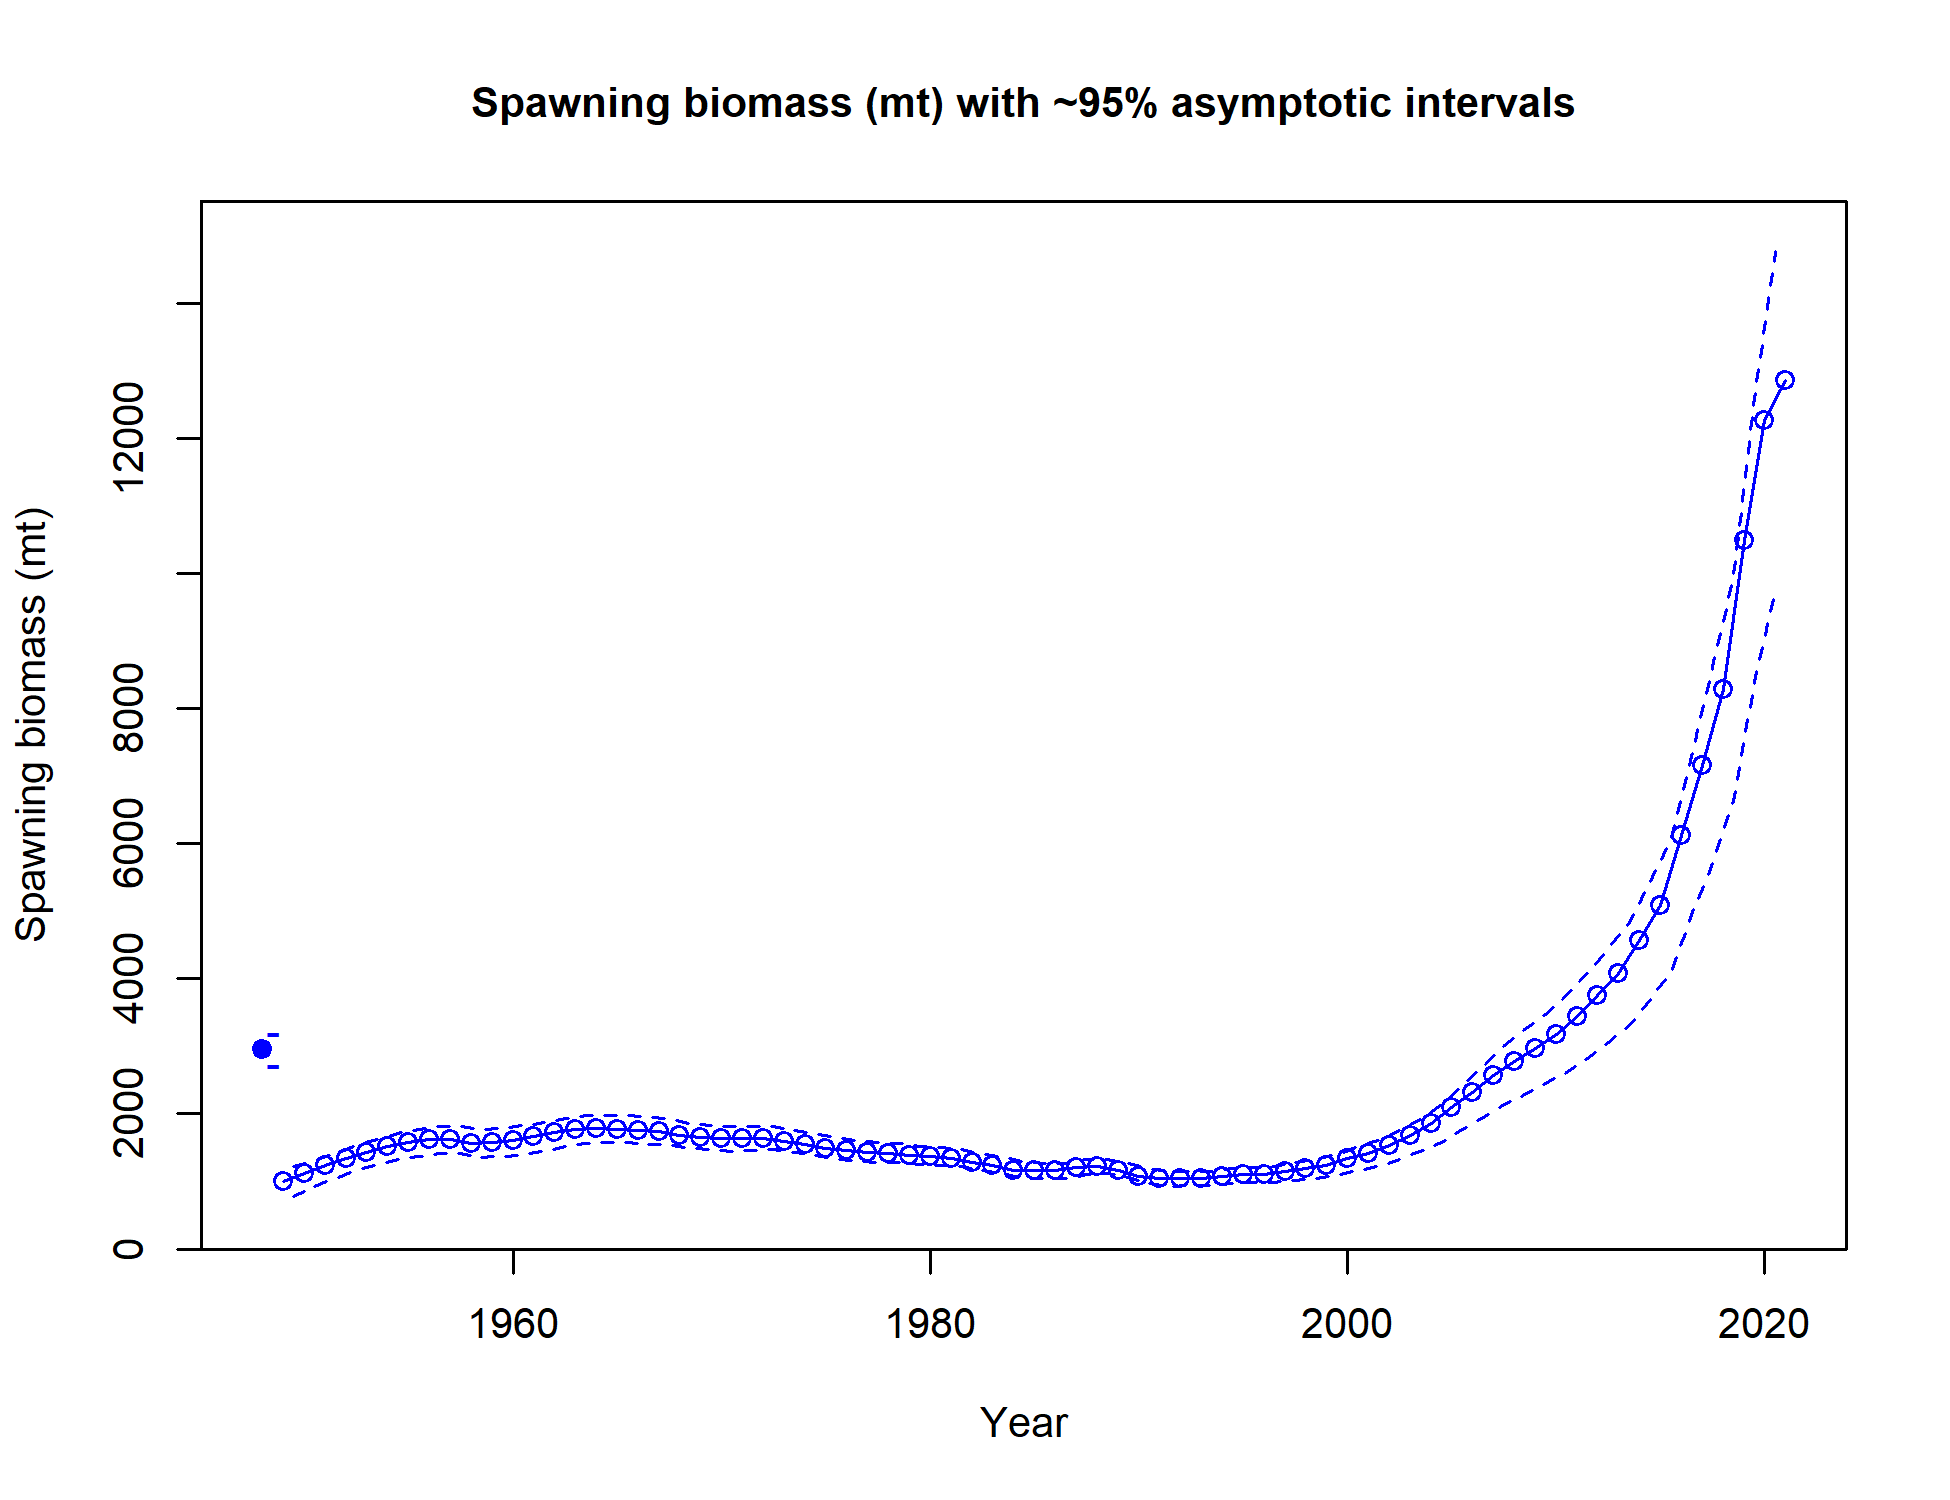 Spawning biomass (mt) with ~95% asymptotic intervals
Spawning biomass (mt)
12000
8000
6000
4000
2000
0
1960 1980 2000 2020
Year